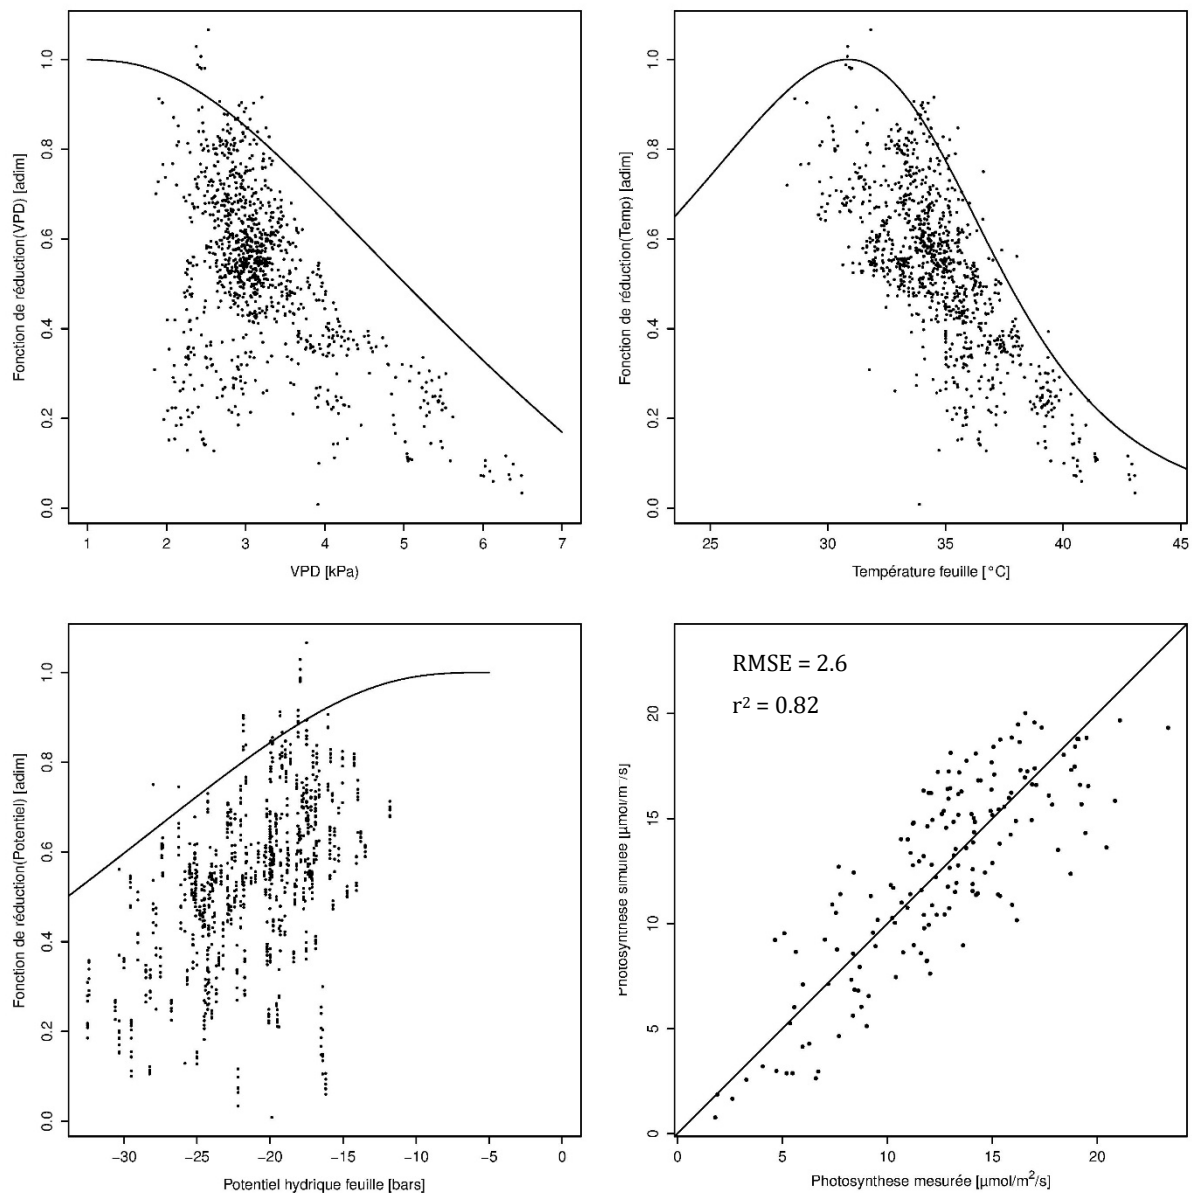 Fonction de réduction(VPD) [adim]
0.0 0.2 0.4 0.6 0.8 1.0
1 2 3 4 5 6 7
VPD [kPa]
Fonction de réduction(Temp) [adim]
0.0 0.2 0.4 0.6 0.8 1.0
25 30 35 40 45
Température feuille [°C]
Fonction de réduction(Potentiel) [adim]
0.0 0.2 0.4 0.6 0.8 1.0
−30 −25 −20 −15 −10 −5 0
Potentiel hydrique feuille [bars]
RMSE = 2.6
r² = 0.82
Photosynthese simulée [µmol/m²/s]
0 5 10 15 20
0 5 10 15 20
Photosynthese mesurée [µmol/m²/s]